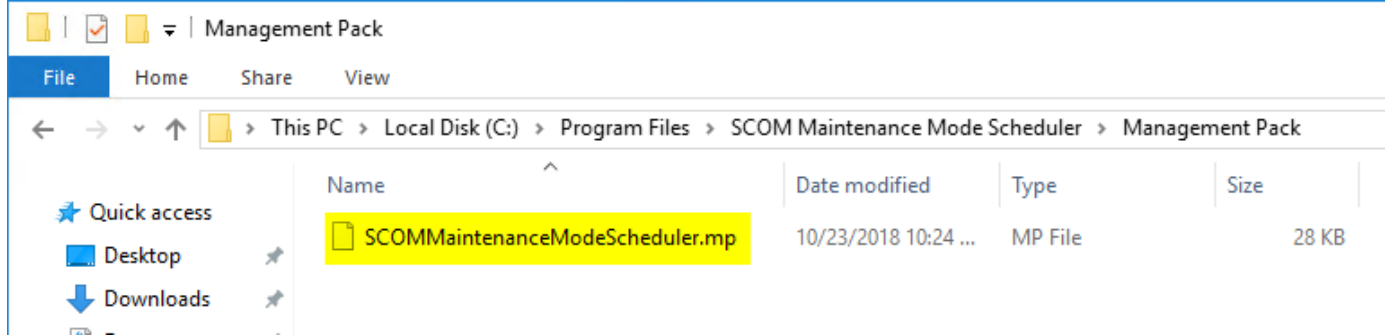 Management Pack
File Home Share View
This PC > Local Disk (C:) > Program Files > SCOM Maintenance Mode Scheduler > Management Pack
Name Date modified Type Size
Quick access
SCOMMaintenanceModeScheduler.mp 10/23/2018 10:24 ... MP File 28 KB
Desktop
Downloads